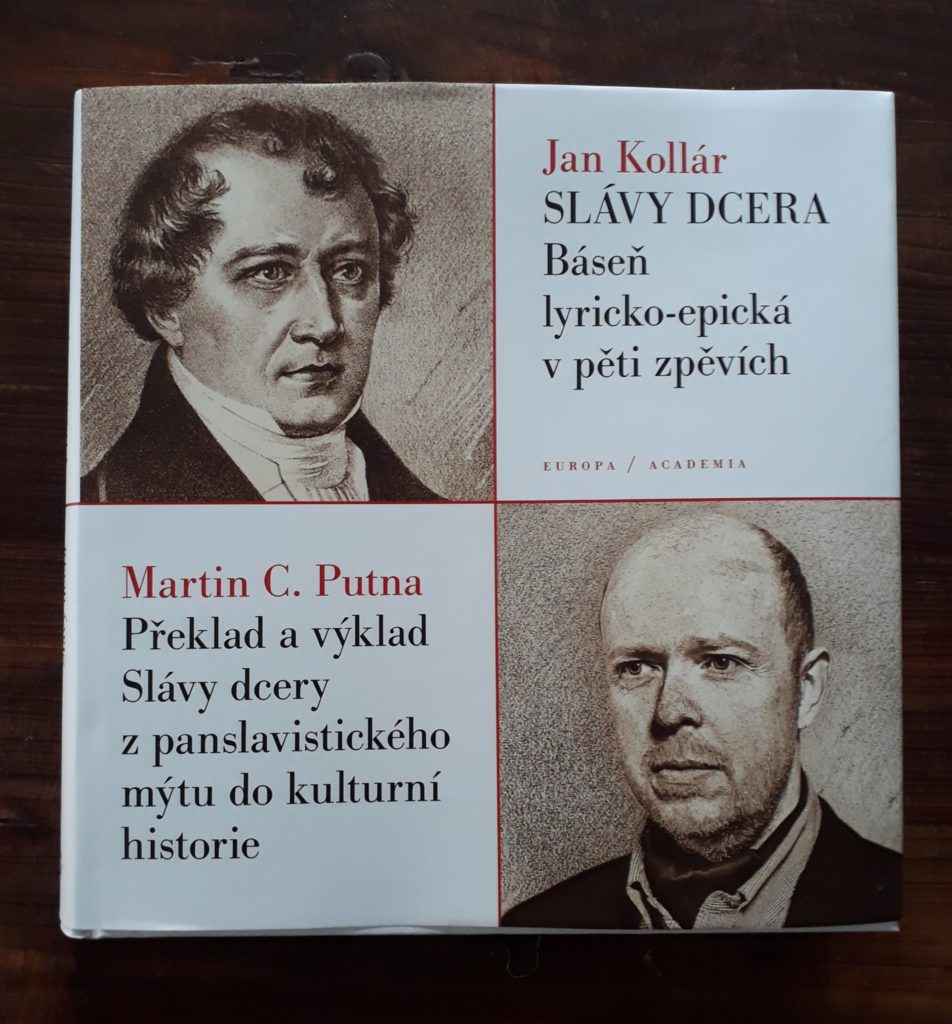 Jan Kollár
SLÁVY DCERA
Báseň
lyricko-epická
v pěti zpěvích
EUROPA / ACADEMIA
Martin C. Putna
Překlad a výklad
Slávy dcery
z panslavistického
mýtu do kulturní
historie